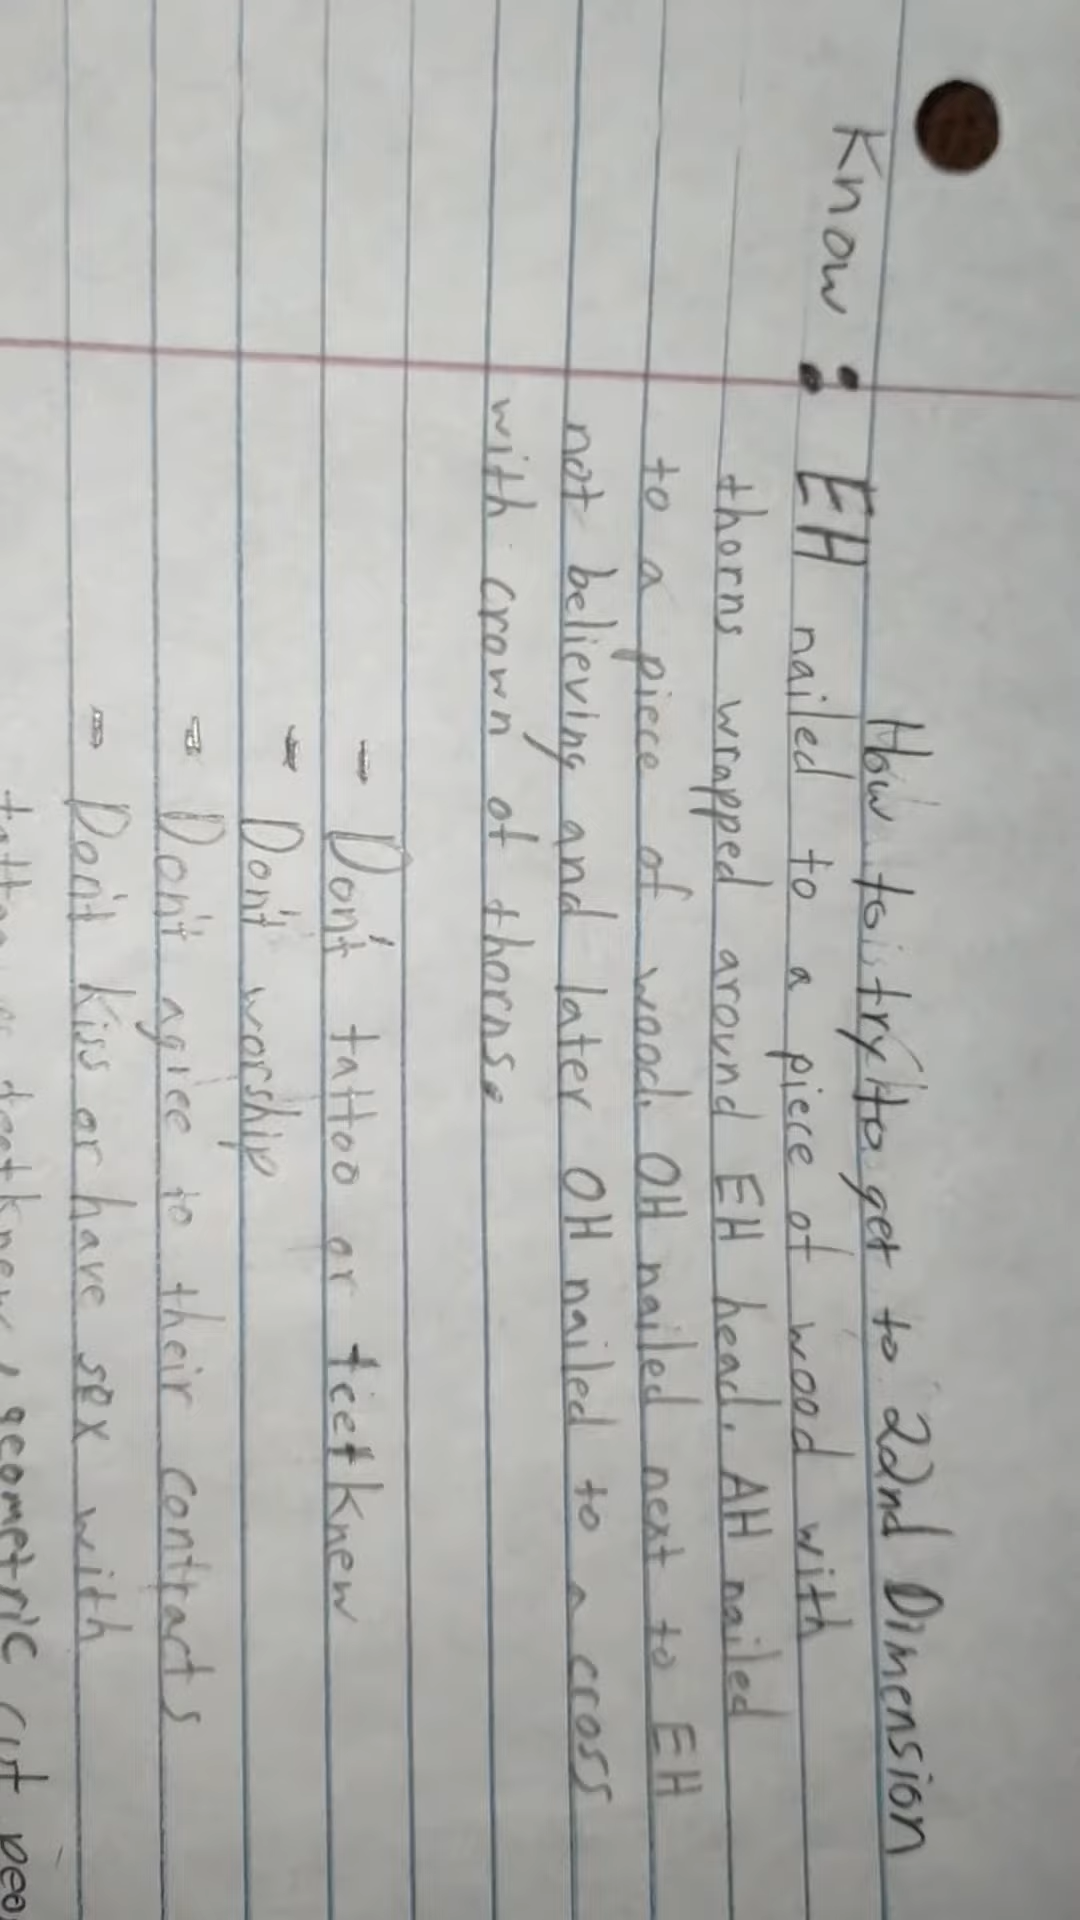 How to try to get to 22nd Dimension
Know: EH nailed to a piece of wood with
thorns wrapped around EH head. AH nailed
to a piece of wood. OH nailed next to EH
not believing and later OH nailed to a cross
with crown of thorns.
- Don't tattoo or teetknew
- Don't worship
- Don't agree to their contracts
- Don't kiss or have sex with
geometric cut